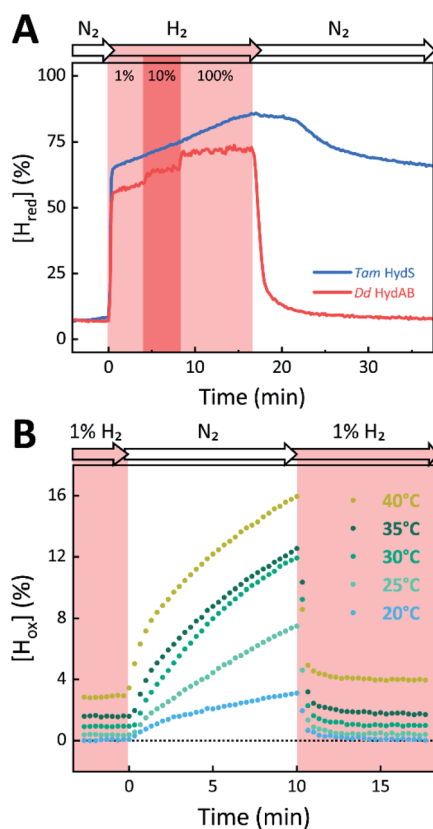 A
N₂ H₂ N₂
1% 10% 100%
100
75
50
25
0
[H_red] (%)
Tam HydS
Dd HydAB
0 10 20 30
Time (min)
B
1% H₂ N₂ 1% H₂
16
12
8
4
0
[H_ox] (%)
40°C
35°C
30°C
25°C
20°C
0 5 10 15
Time (min)